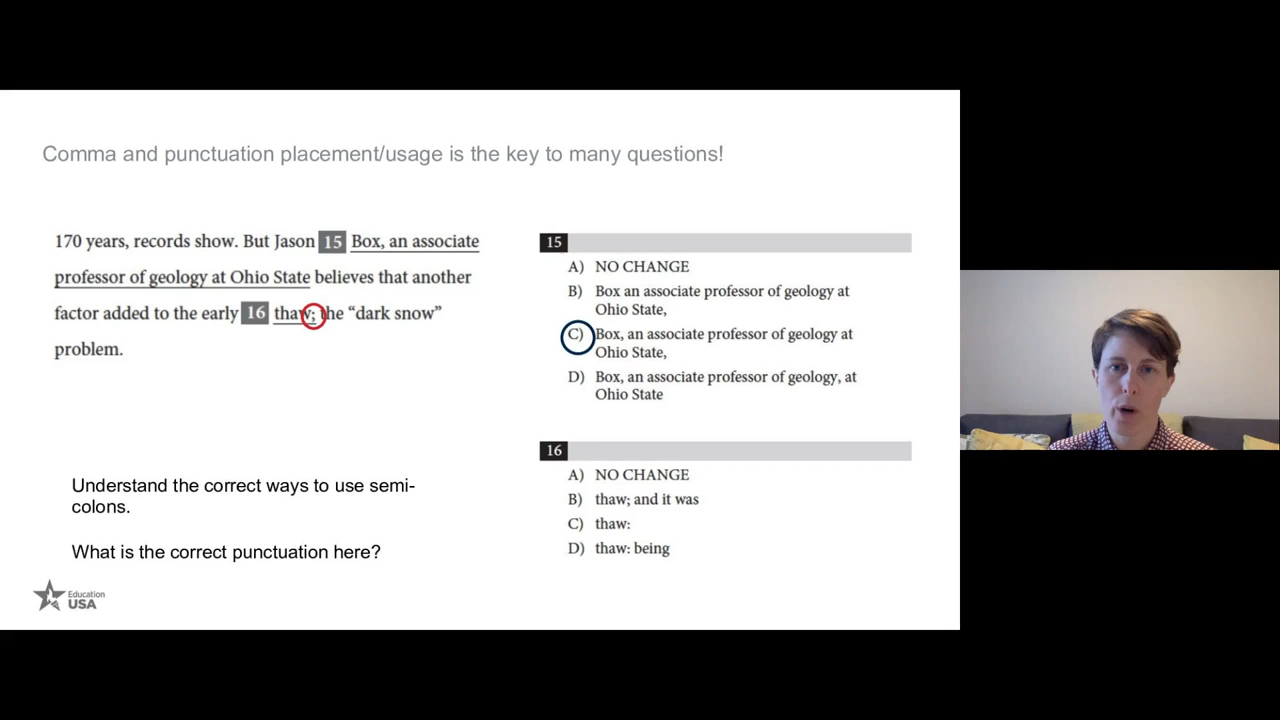 Comma and punctuation placement/usage is the key to many questions!
170 years, records show. But Jason 15 Box, an associate
professor of geology at Ohio State believes that another
factor added to the early 16 thaw; the “dark snow”
problem.
15
A) NO CHANGE
B) Box an associate professor of geology at
Ohio State,
C) Box, an associate professor of geology at
Ohio State,
D) Box, an associate professor of geology, at
Ohio State
16
A) NO CHANGE
B) thaw; and it was
C) thaw:
D) thaw: being
Understand the correct ways to use semi-
colons.
What is the correct punctuation here?
Education
USA